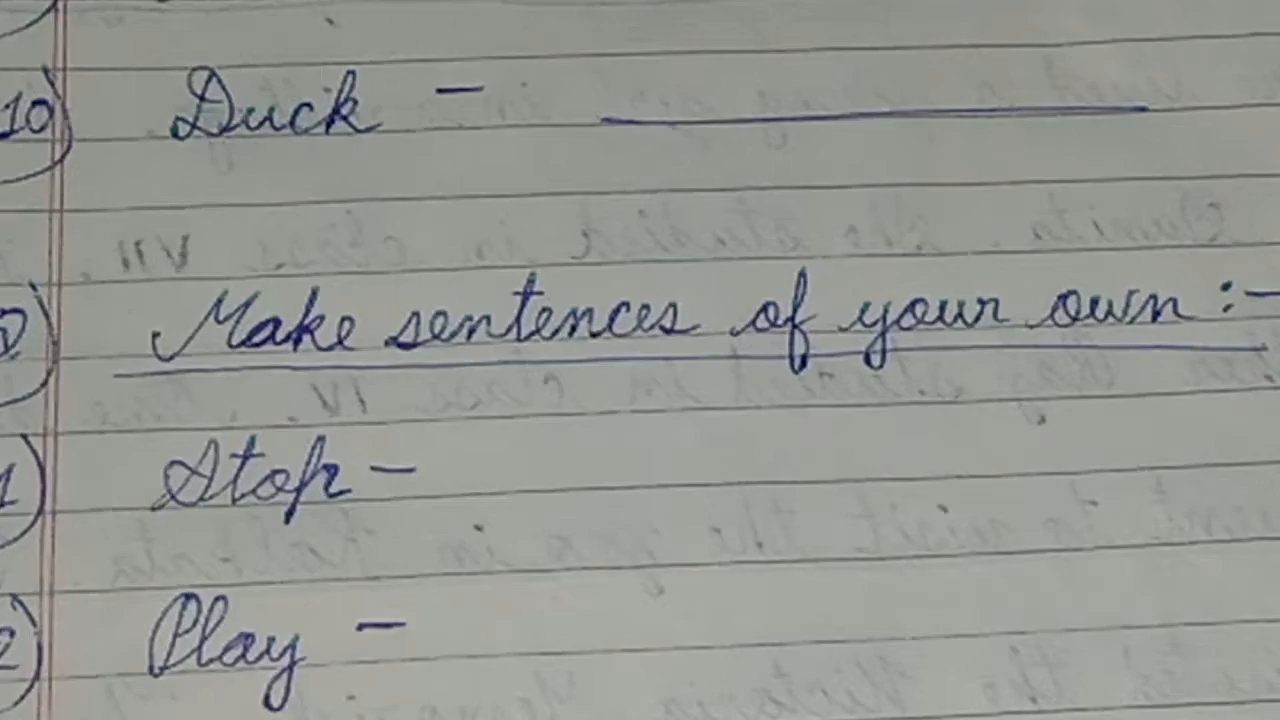 10) Duck -
Make sentences of your own :-
1) Stop -
2) Play -